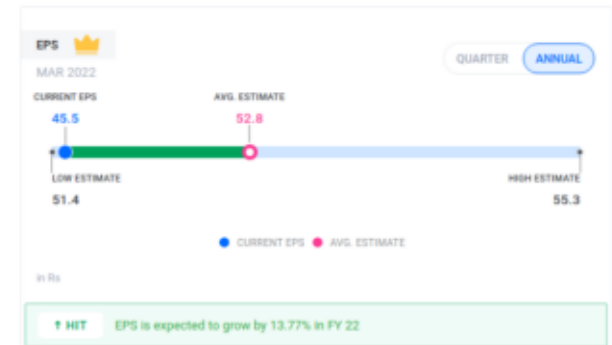 EPS
MAR 2022
QUARTER ANNUAL
CURRENT EPS AVG. ESTIMATE
45.5 52.8
LOW ESTIMATE HIGH ESTIMATE
51.4 55.3
CURRENT EPS AVG. ESTIMATE
in Rs
↑ HIT EPS is expected to grow by 13.77% in FY 22